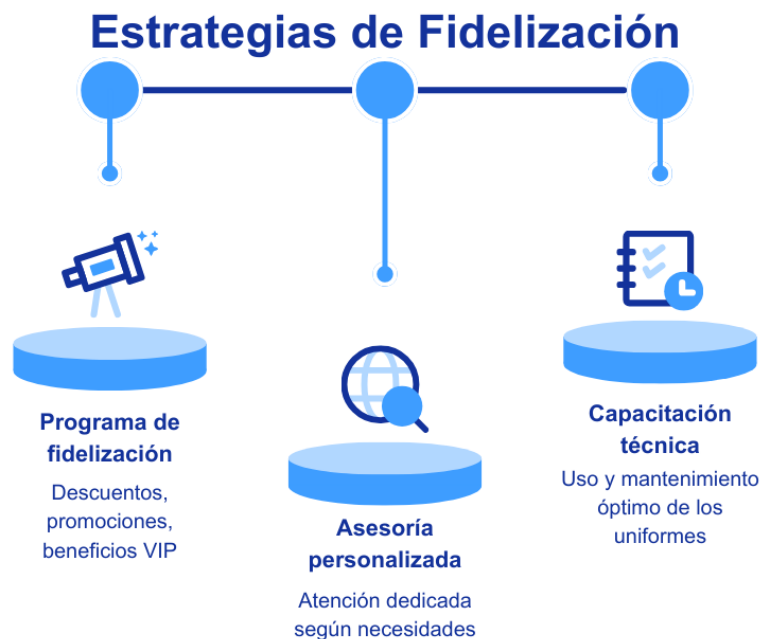 Estrategias de Fidelización
Programa de
fidelización
Descuentos,
promociones,
beneficios VIP
Asesoría
personalizada
Atención dedicada
según necesidades
Capacitación
técnica
Uso y mantenimiento
óptimo de los
uniformes